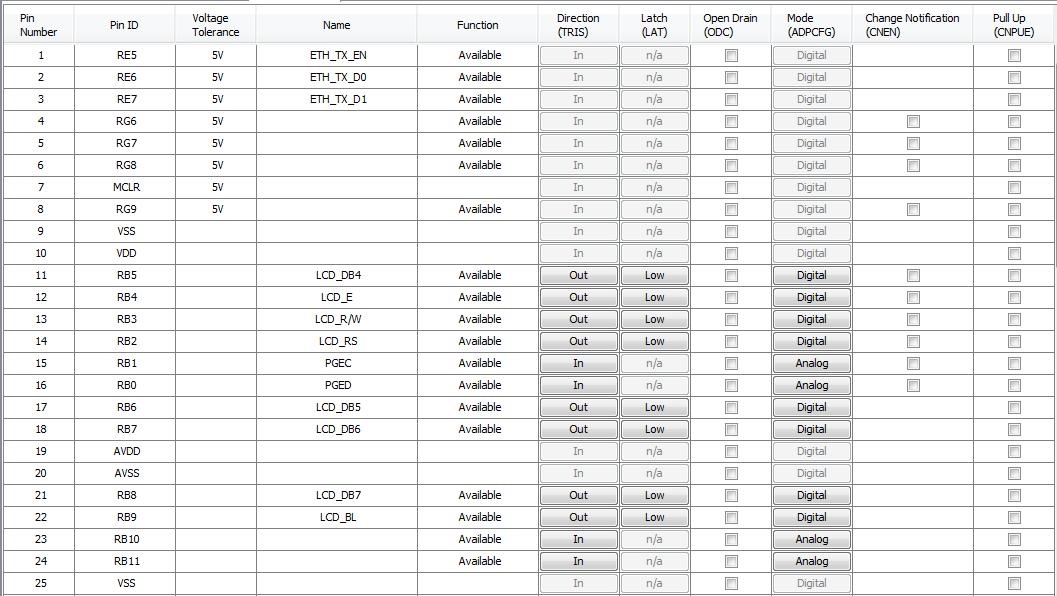 Pin Number Pin ID Voltage Tolerance Name Function Direction (TRIS) Latch (LAT) Open Drain (ODC) Mode (ADPCFG) Change Notification (CNEN) Pull Up (CNPUE)
1 RE5 5V ETH_TX_EN Available In n/a Digital
2 RE6 5V ETH_TX_D0 Available In n/a Digital
3 RE7 5V ETH_TX_D1 Available In n/a Digital
4 RG6 5V Available In n/a Digital
5 RG7 5V Available In n/a Digital
6 RG8 5V Available In n/a Digital
7 MCLR 5V In n/a Digital
8 RG9 5V Available In n/a Digital
9 VSS In n/a Digital
10 VDD In n/a Digital
11 RB5 LCD_DB4 Available Out Low Digital
12 RB4 LCD_E Available Out Low Digital
13 RB3 LCD_R/W Available Out Low Digital
14 RB2 LCD_RS Available Out Low Digital
15 RB1 PGEC Available In n/a Analog
16 RB0 PGED Available In n/a Analog
17 RB6 LCD_DB5 Available Out Low Digital
18 RB7 LCD_DB6 Available Out Low Digital
19 AVDD In n/a Digital
20 AVSS In n/a Digital
21 RB8 LCD_DB7 Available Out Low Digital
22 RB9 LCD_BL Available Out Low Digital
23 RB10 Available In n/a Analog
24 RB11 Available In n/a Analog
25 VSS In n/a Digital